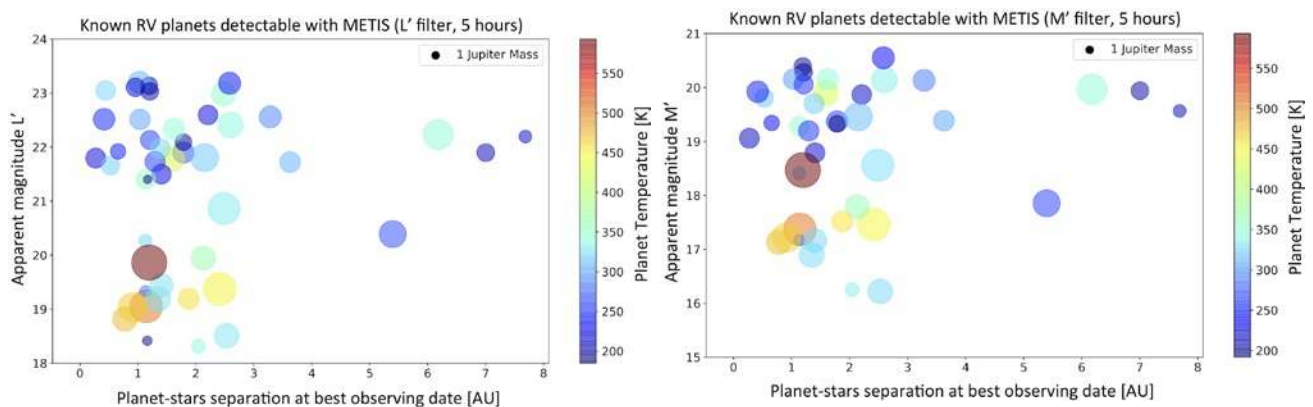 Known RV planets detectable with METIS (L' filter, 5 hours)
24
23
22
21
20
19
18
Apparent magnitude L'
1 Jupiter Mass
0 1 2 3 4 5 6 7 8
Planet-stars separation at best observing date [AU]
550
500
450
400
350
300
250
200
Planet Temperature [K]
Known RV planets detectable with METIS (M' filter, 5 hours)
21
20
19
18
17
16
15
Apparent magnitude M'
1 Jupiter Mass
0 1 2 3 4 5 6 7 8
Planet-stars separation at best observing date [AU]
550
500
450
400
350
300
250
200
Planet Temperature [K]